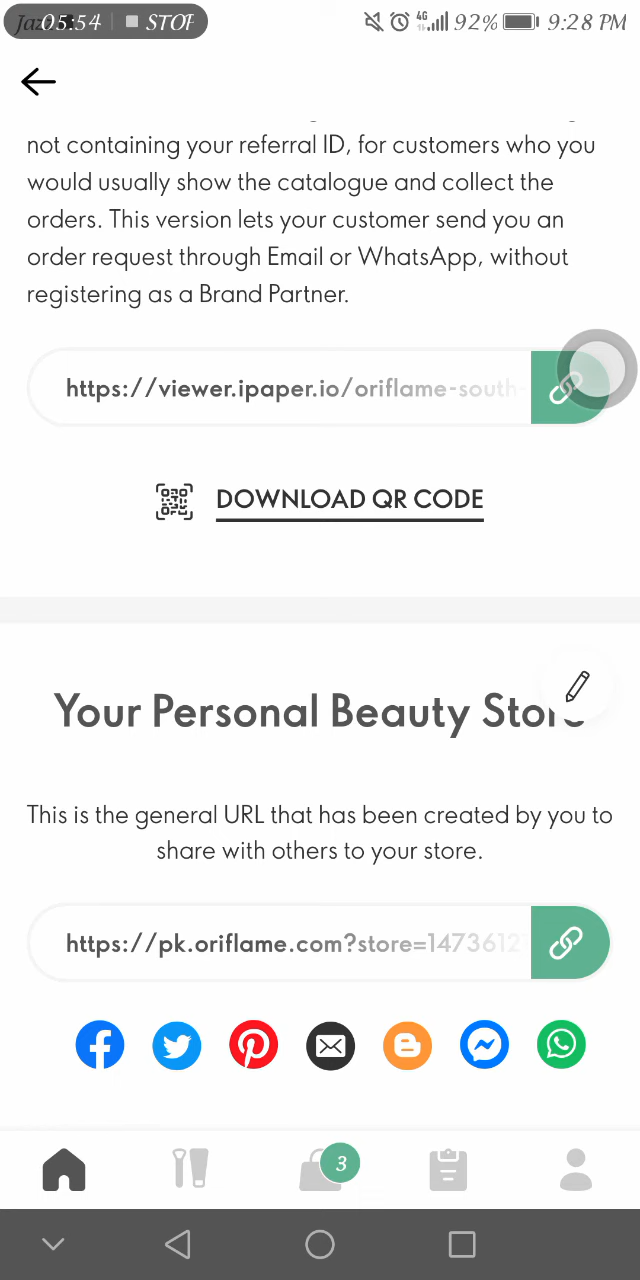 05:54 STOP 4G 92% 9:28 PM
not containing your referral ID, for customers who you
would usually show the catalogue and collect the
orders. This version lets your customer send you an
order request through Email or WhatsApp, without
registering as a Brand Partner.
https://viewer.ipaper.io/oriflame-south-
DOWNLOAD QR CODE
Your Personal Beauty Store
This is the general URL that has been created by you to
share with others to your store.
https://pk.oriflame.com?store=1473612
3